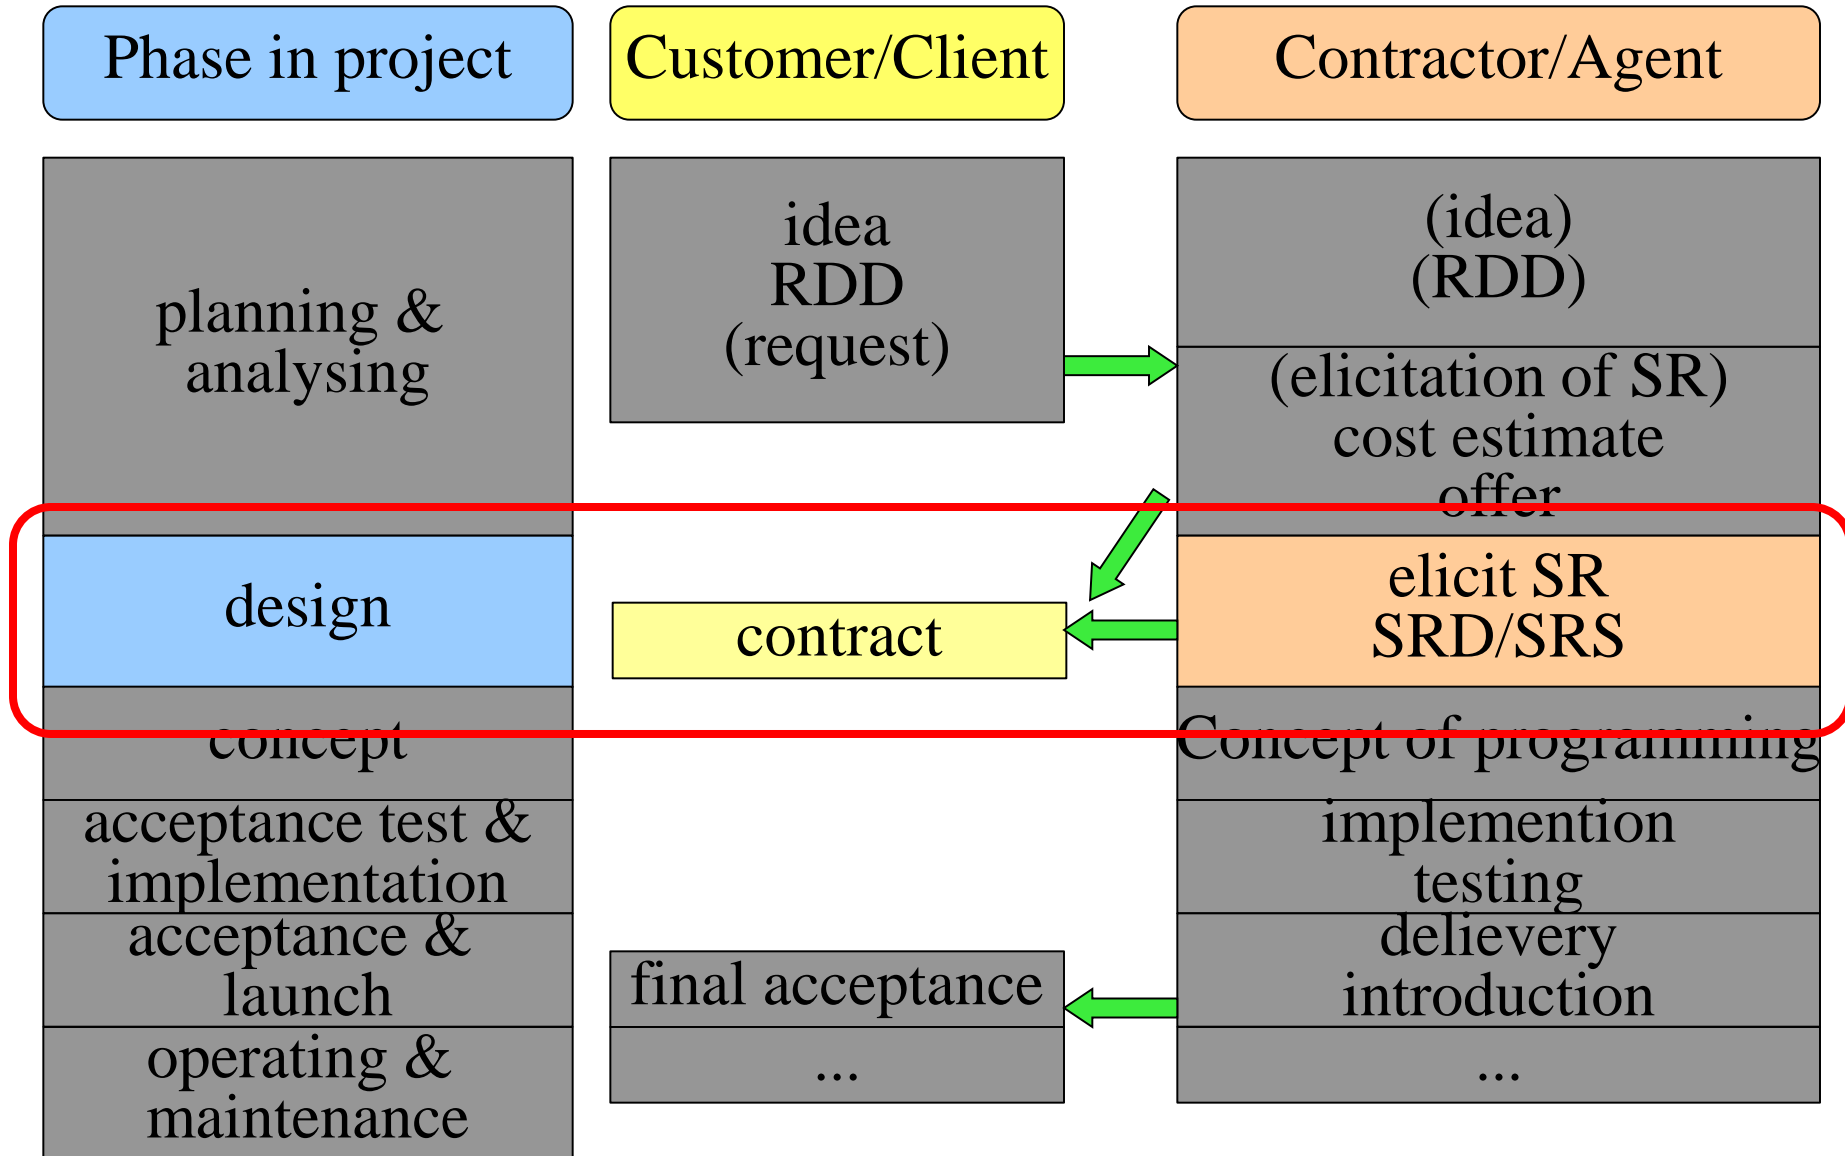 Phase in project
Customer/Client
Contractor/Agent
planning &
analysing
idea
RDD
(request)
(idea)
(RDD)
(elicitation of SR)
cost estimate
offer
design
contract
elicit SR
SRD/SRS
concept
Concept of programming
acceptance test &
implementation
implemention
testing
acceptance &
launch
final acceptance
delievery
introduction
operating &
maintenance
...
...